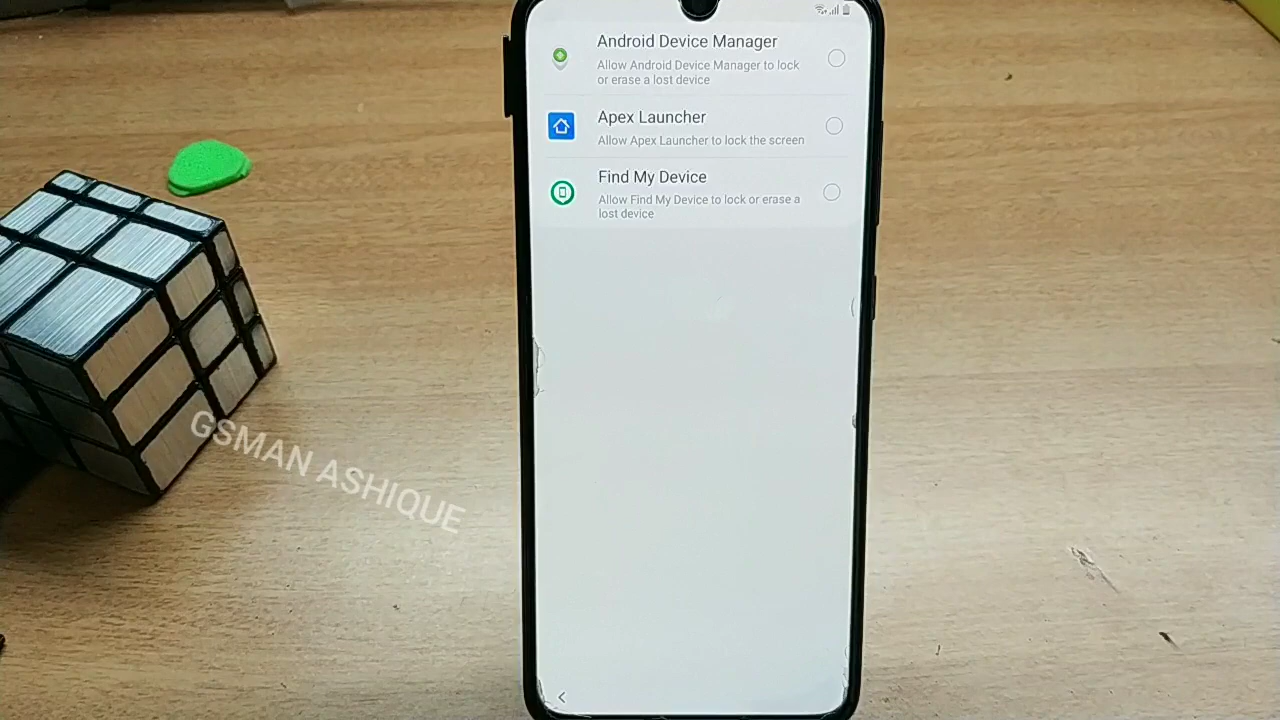 Android Device Manager
Allow Android Device Manager to lock
or erase a lost device
Apex Launcher
Allow Apex Launcher to lock the screen
Find My Device
Allow Find My Device to lock or erase a
lost device
GSMAN ASHIQUE